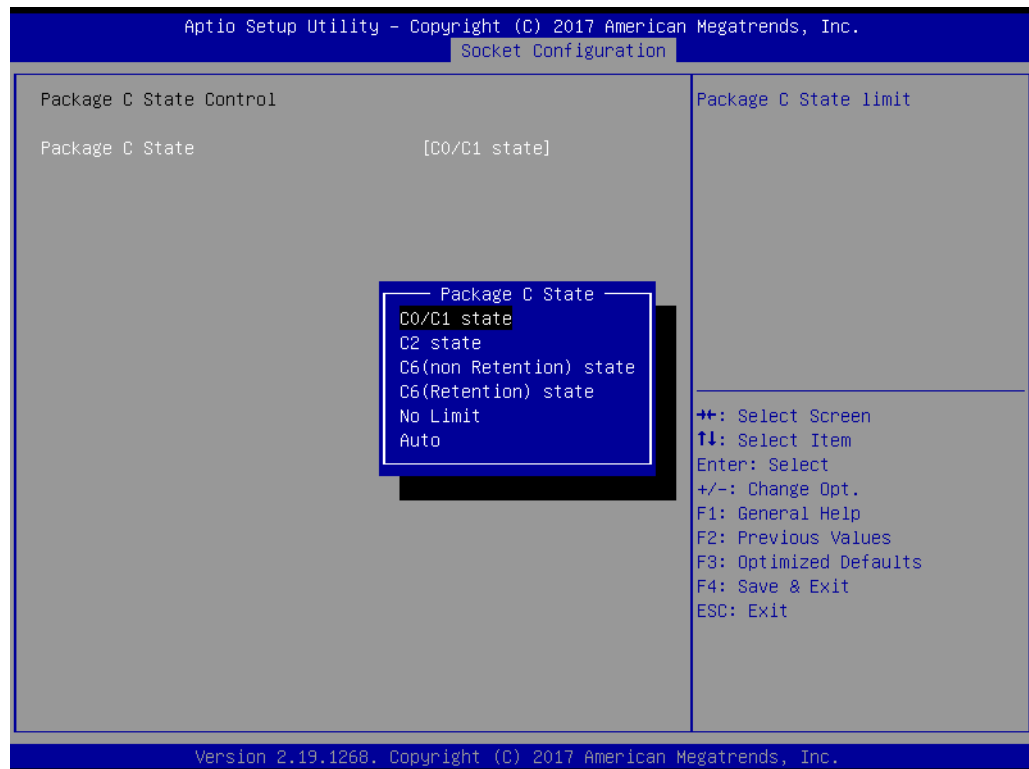 Aptio Setup Utility – Copyright (C) 2017 American Megatrends, Inc.
Socket Configuration
Package C State Control
Package C State [C0/C1 state]
Package C State limit
Package C State
C0/C1 state
C2 state
C6(non Retention) state
C6(Retention) state
No Limit
Auto
→←: Select Screen
↑↓: Select Item
Enter: Select
+/-: Change Opt.
F1: General Help
F2: Previous Values
F3: Optimized Defaults
F4: Save & Exit
ESC: Exit
Version 2.19.1268. Copyright (C) 2017 American Megatrends, Inc.